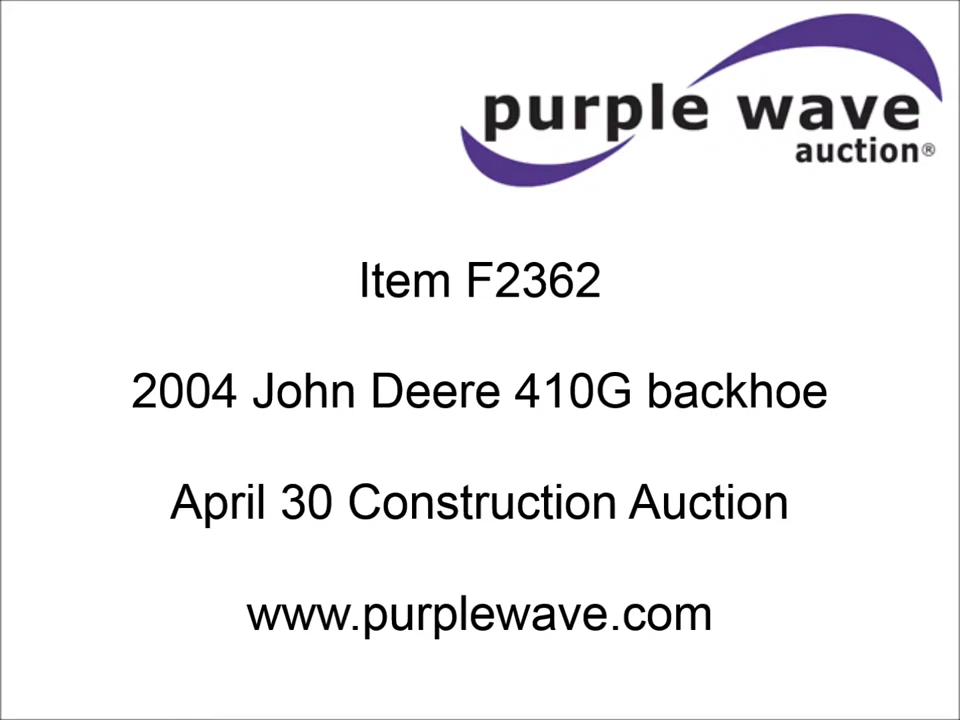 purple wave
auction®
Item F2362
2004 John Deere 410G backhoe
April 30 Construction Auction
www.purplewave.com